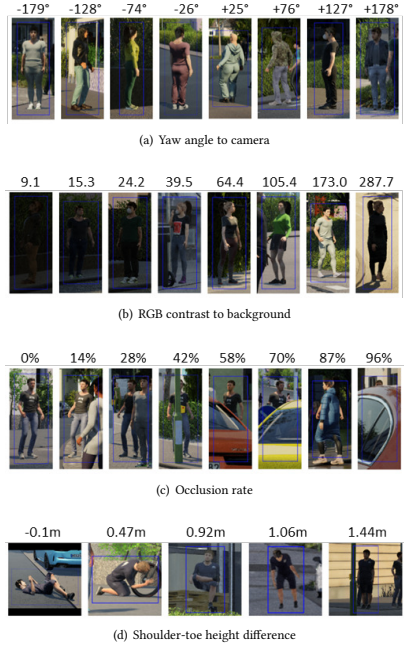 -179° -128° -74° -26° +25° +76° +127° +178°
(a) Yaw angle to camera
9.1 15.3 24.2 39.5 64.4 105.4 173.0 287.7
(b) RGB contrast to background
0% 14% 28% 42% 58% 70% 87% 96%
(c) Occlusion rate
-0.1m 0.47m 0.92m 1.06m 1.44m
(d) Shoulder-toe height difference